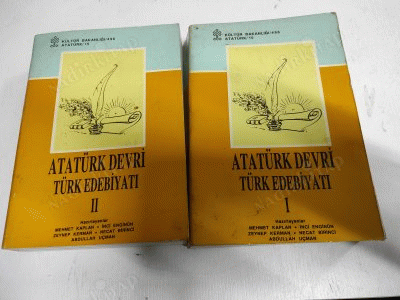 KÜLTÜR BAKANLIĞI/
ATATÜRK/
ATATÜRK DEVRİ
TÜRK EDEBİYATI
II
Hazırlayanlar
MEHMET KAPLAN • İNCİ ENGİNÜN
ZEYNEP KERMAN • NECAT BİRİNCİ
ABDULLAH UÇMAN
KÜLTÜR BAKANLIĞI/
ATATÜRK/
ATATÜRK DEVRİ
TÜRK EDEBİYATI
I
Hazırlayanlar
MEHMET KAPLAN • İNCİ ENGİNÜN
ZEYNEP KERMAN • NECAT BİRİNCİ
ABDULLAH UÇMAN